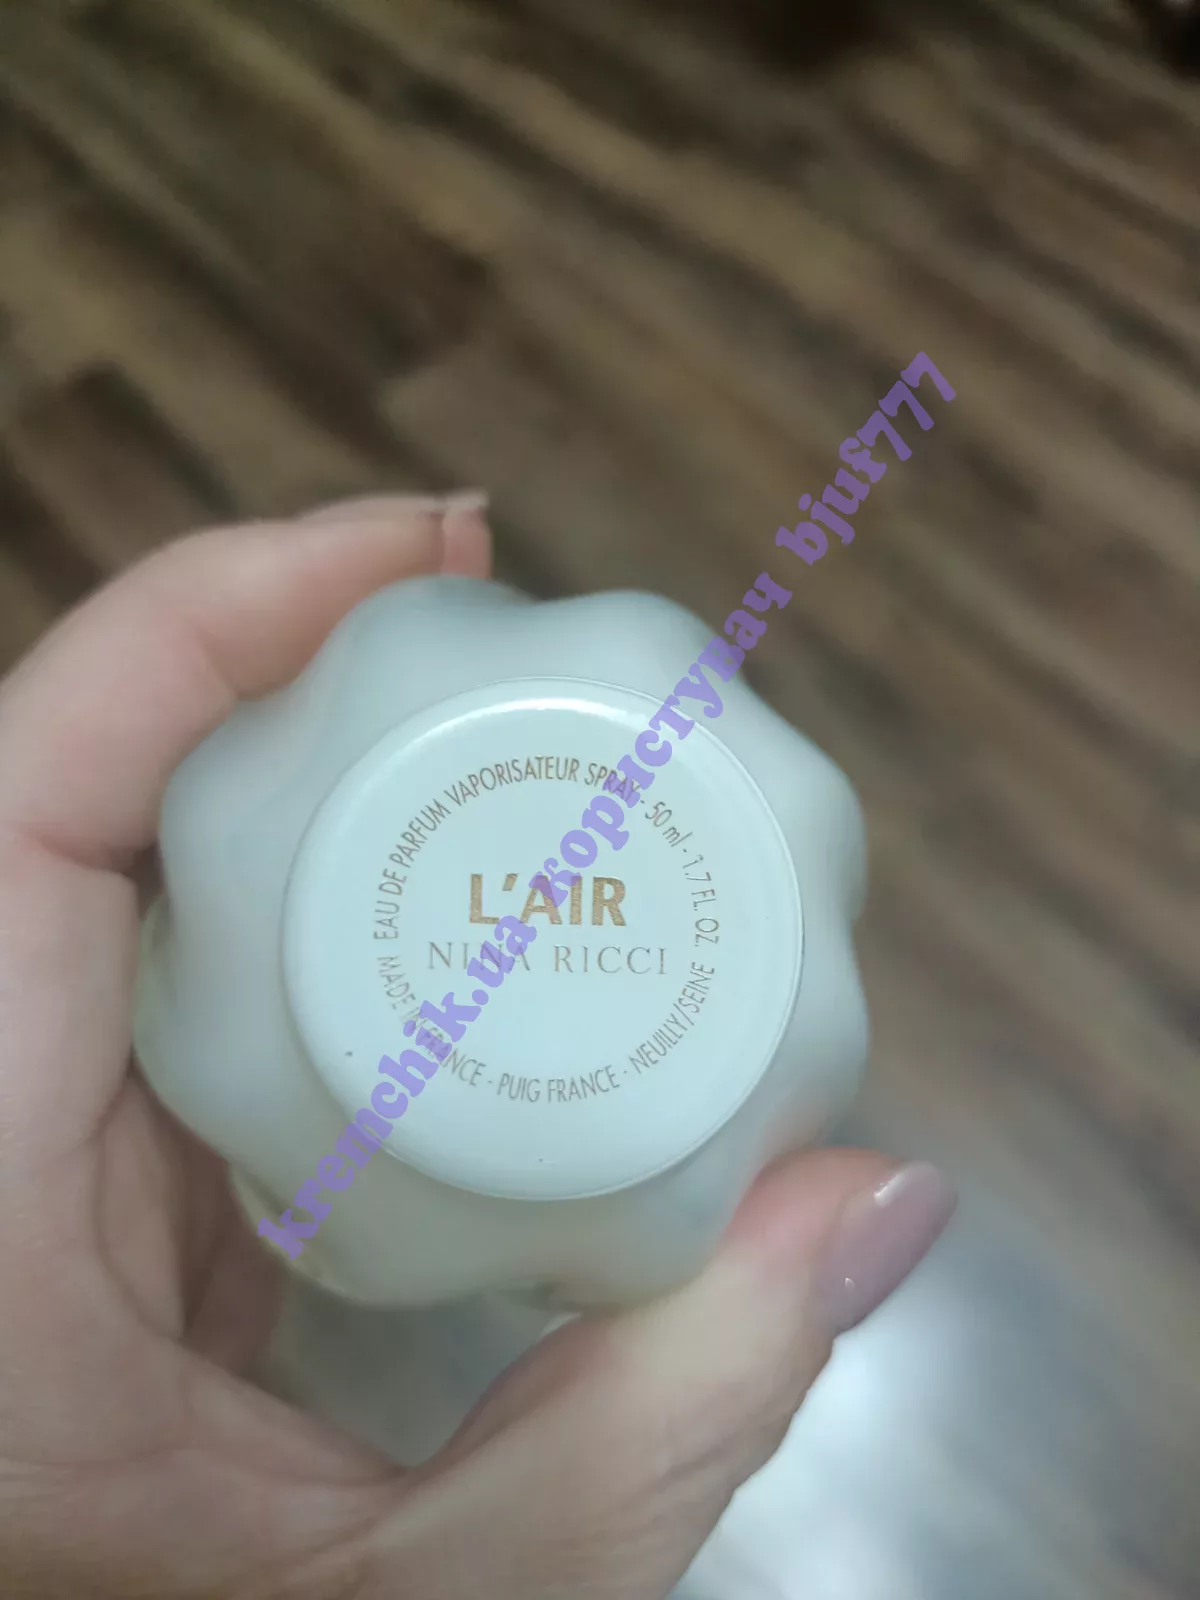 EAU DE PARFUM VAPORISATEUR SPRAY - 50 ml - 1.7 FL. OZ.
L'AIR
NINA RICCI
MADE IN FRANCE - PUIG FRANCE - NEUILLY/SEINE
kremchik.ua користувач bjuf777